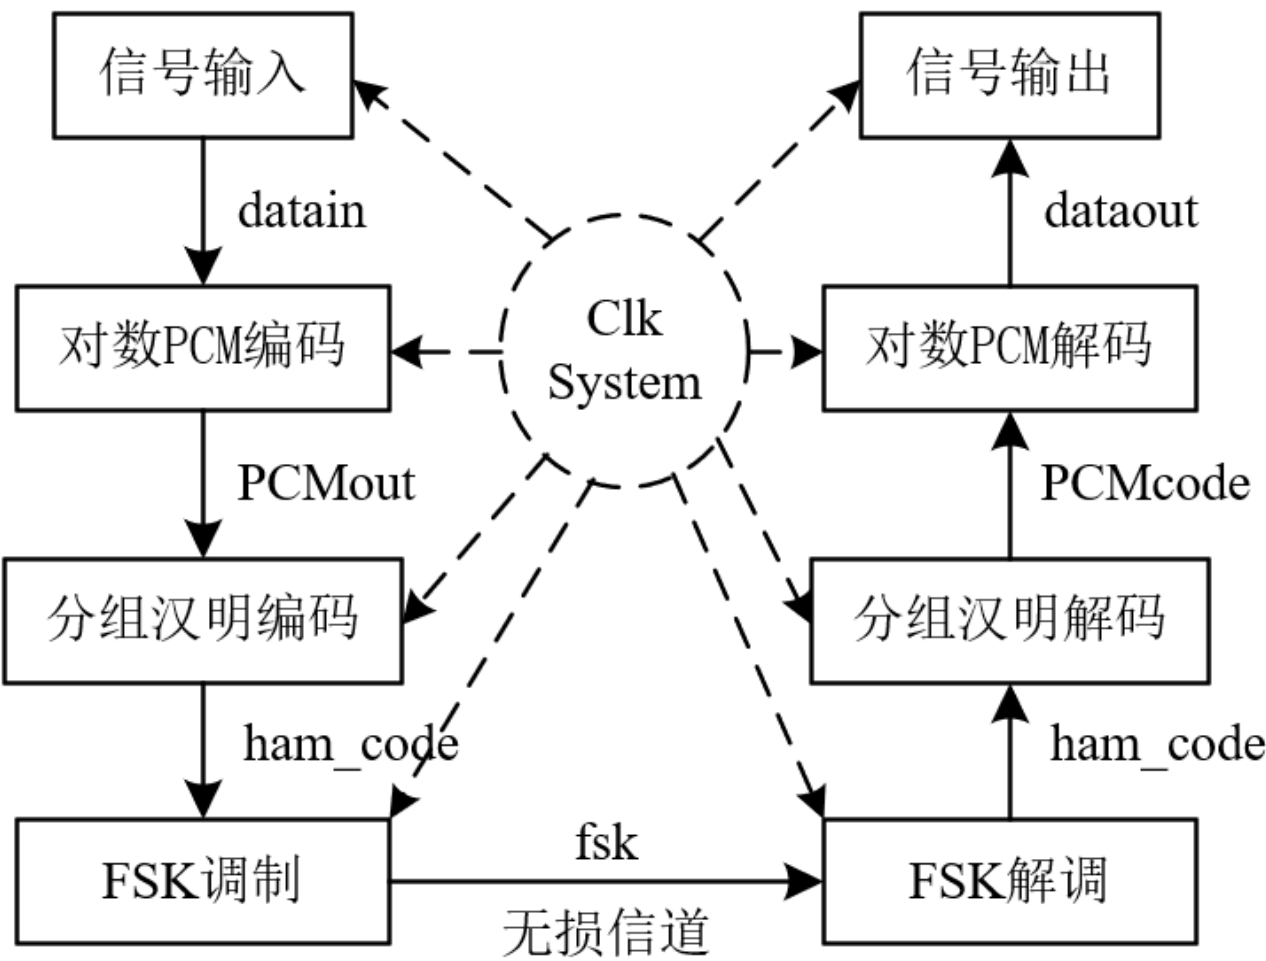 信号输入
信号输出
datain
dataout
Clk
System
对数PCM编码
对数PCM解码
PCMout
PCMcode
分组汉明编码
分组汉明解码
ham_code
ham_code
fsk
FSK调制
FSK解调
无损信道